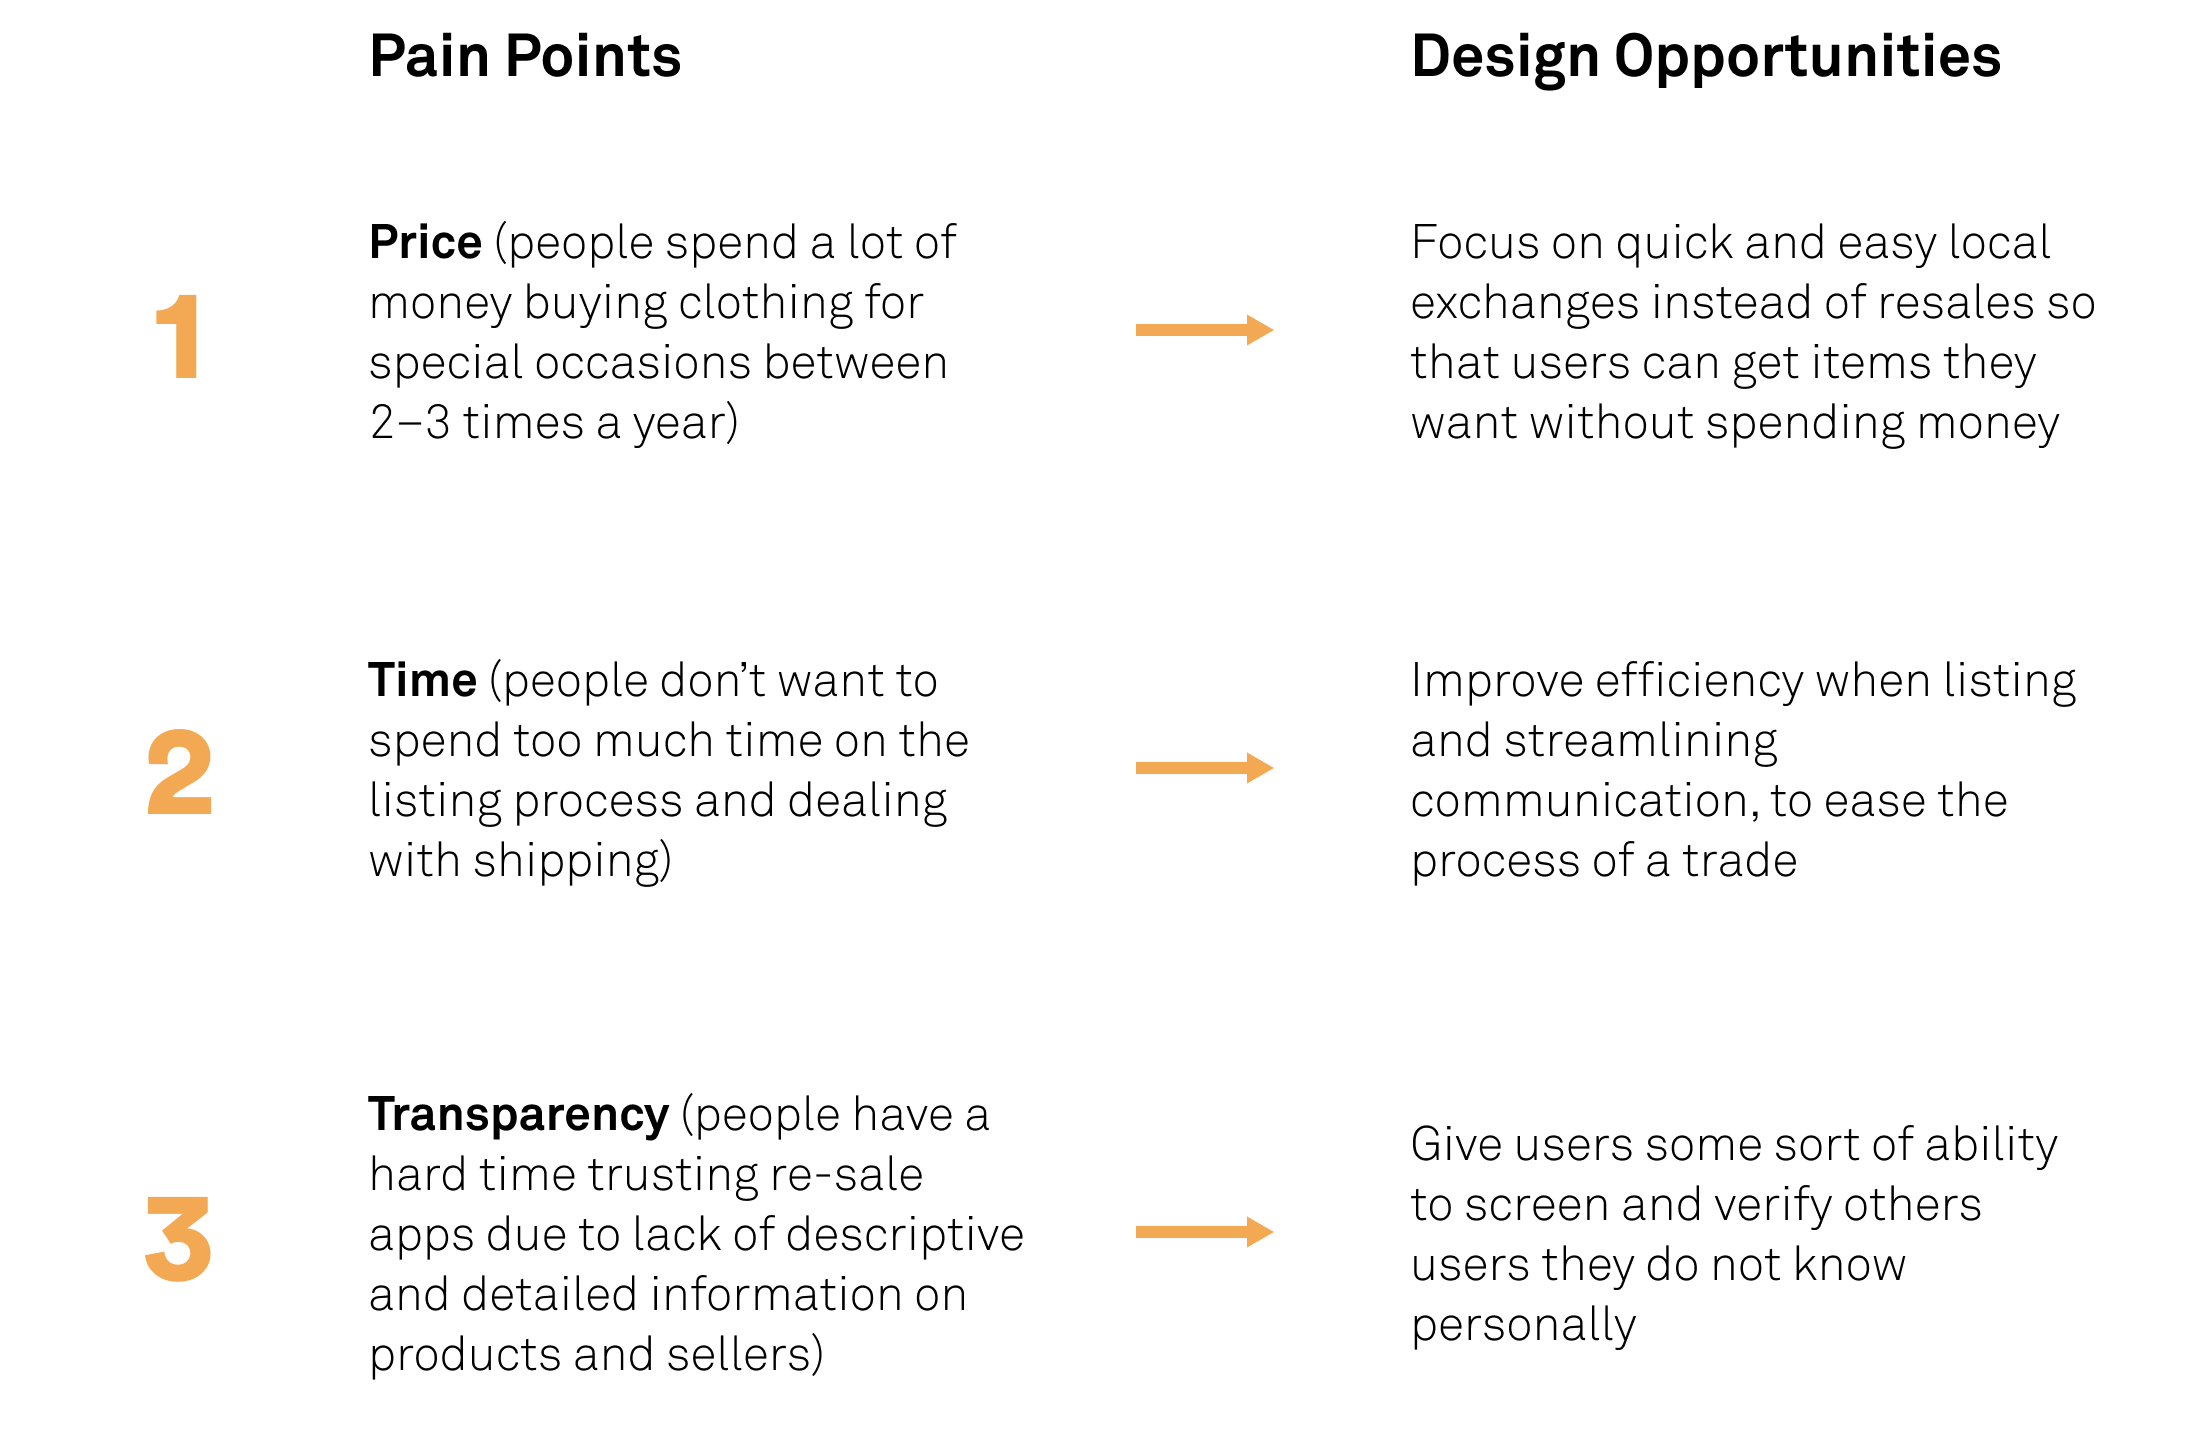 Pain Points
Design Opportunities
1
Price (people spend a lot of
money buying clothing for
special occasions between
2–3 times a year)
Focus on quick and easy local
exchanges instead of resales so
that users can get items they
want without spending money
2
Time (people don’t want to
spend too much time on the
listing process and dealing
with shipping)
Improve efficiency when listing
and streamlining
communication, to ease the
process of a trade
3
Transparency (people have a
hard time trusting re-sale
apps due to lack of descriptive
and detailed information on
products and sellers)
Give users some sort of ability
to screen and verify others
users they do not know
personally